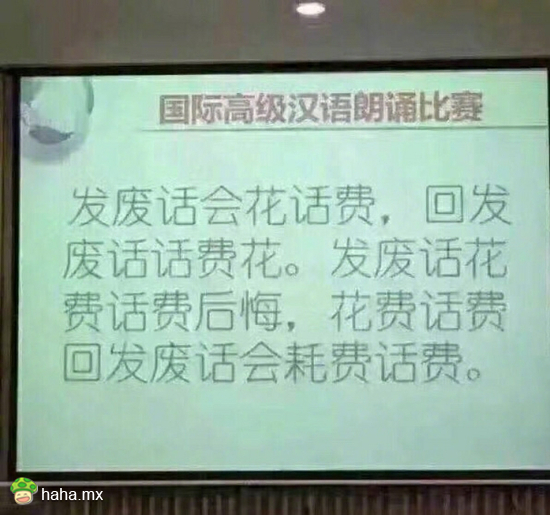 国际高级汉语朗诵比赛
发废话会花话费，回发
废话话费花。发废话花
费话费后悔，花费话费
回发废话会耗费话费。
haha.mx